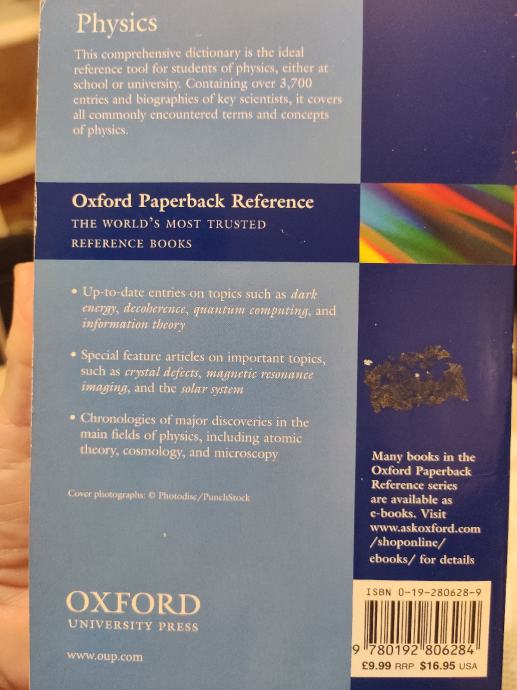 Physics
This comprehensive dictionary is the ideal
reference tool for students of physics, either at
school or university. Containing over 3,700
entries and biographies of key scientists, it covers
all commonly encountered terms and concepts
of physics.
Oxford Paperback Reference
THE WORLD'S MOST TRUSTED
REFERENCE BOOKS
• Up-to-date entries on topics such as dark
energy, decoherence, quantum computing, and
information theory
• Special feature articles on important topics,
such as crystal defects, magnetic resonance
imaging, and the solar system
• Chronologies of major discoveries in the
main fields of physics, including atomic
theory, cosmology, and microscopy
Cover photographs: © Photodisc/PunchStock
Many books in the
Oxford Paperback
Reference series
are available as
e-books. Visit
www.askoxford.com
/shoponline/
ebooks/ for details
OXFORD
UNIVERSITY PRESS
www.oup.com
ISBN 0-19-280628-9
9 780192 806284
£9.99 RRP $16.95 USA